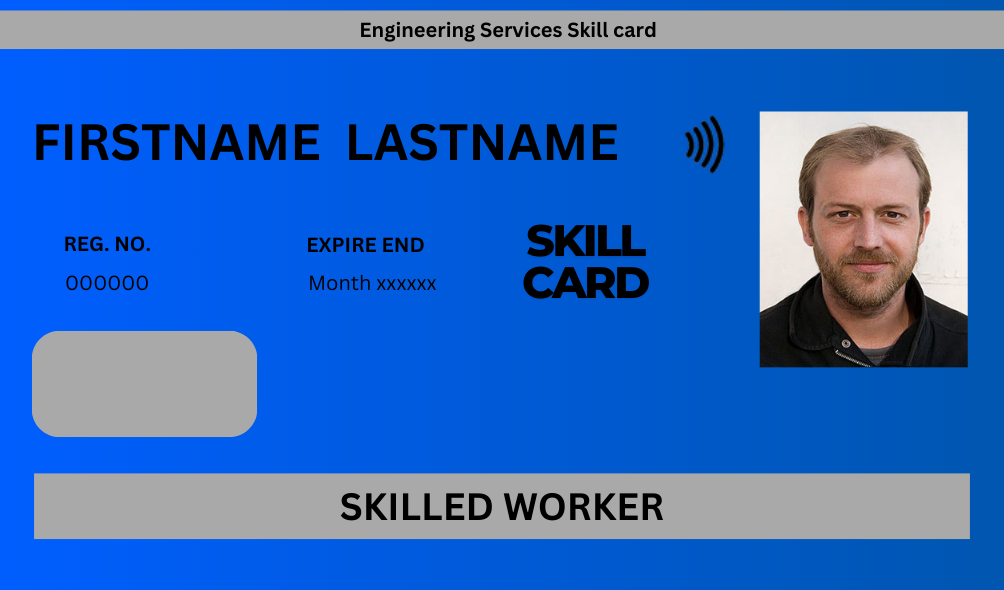 Engineering Services Skill card
FIRSTNAME LASTNAME
REG. NO.
000000
EXPIRE END
Month xxxxxx
SKILL
CARD
SKILLED WORKER